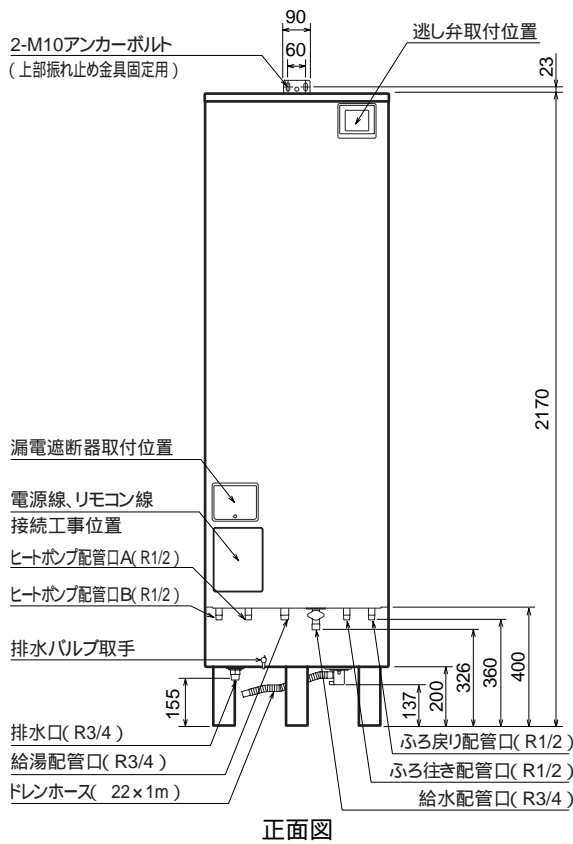 90
60
2-M10アンカーボルト
(上部振れ止め金具固定用)
逃し弁取付位置
23
2170
漏電遮断器取付位置
電源線、リモコン線
接続工事位置
ヒートポンプ配管口A(R1/2)
ヒートポンプ配管口B(R1/2)
排水バルブ取手
155
137
200
326
360
400
排水口(R3/4)
給湯配管口(R3/4)
ドレンホース( 22×1m)
ふろ戻り配管口(R1/2)
ふろ往き配管口(R1/2)
給水配管口(R3/4)
正面図